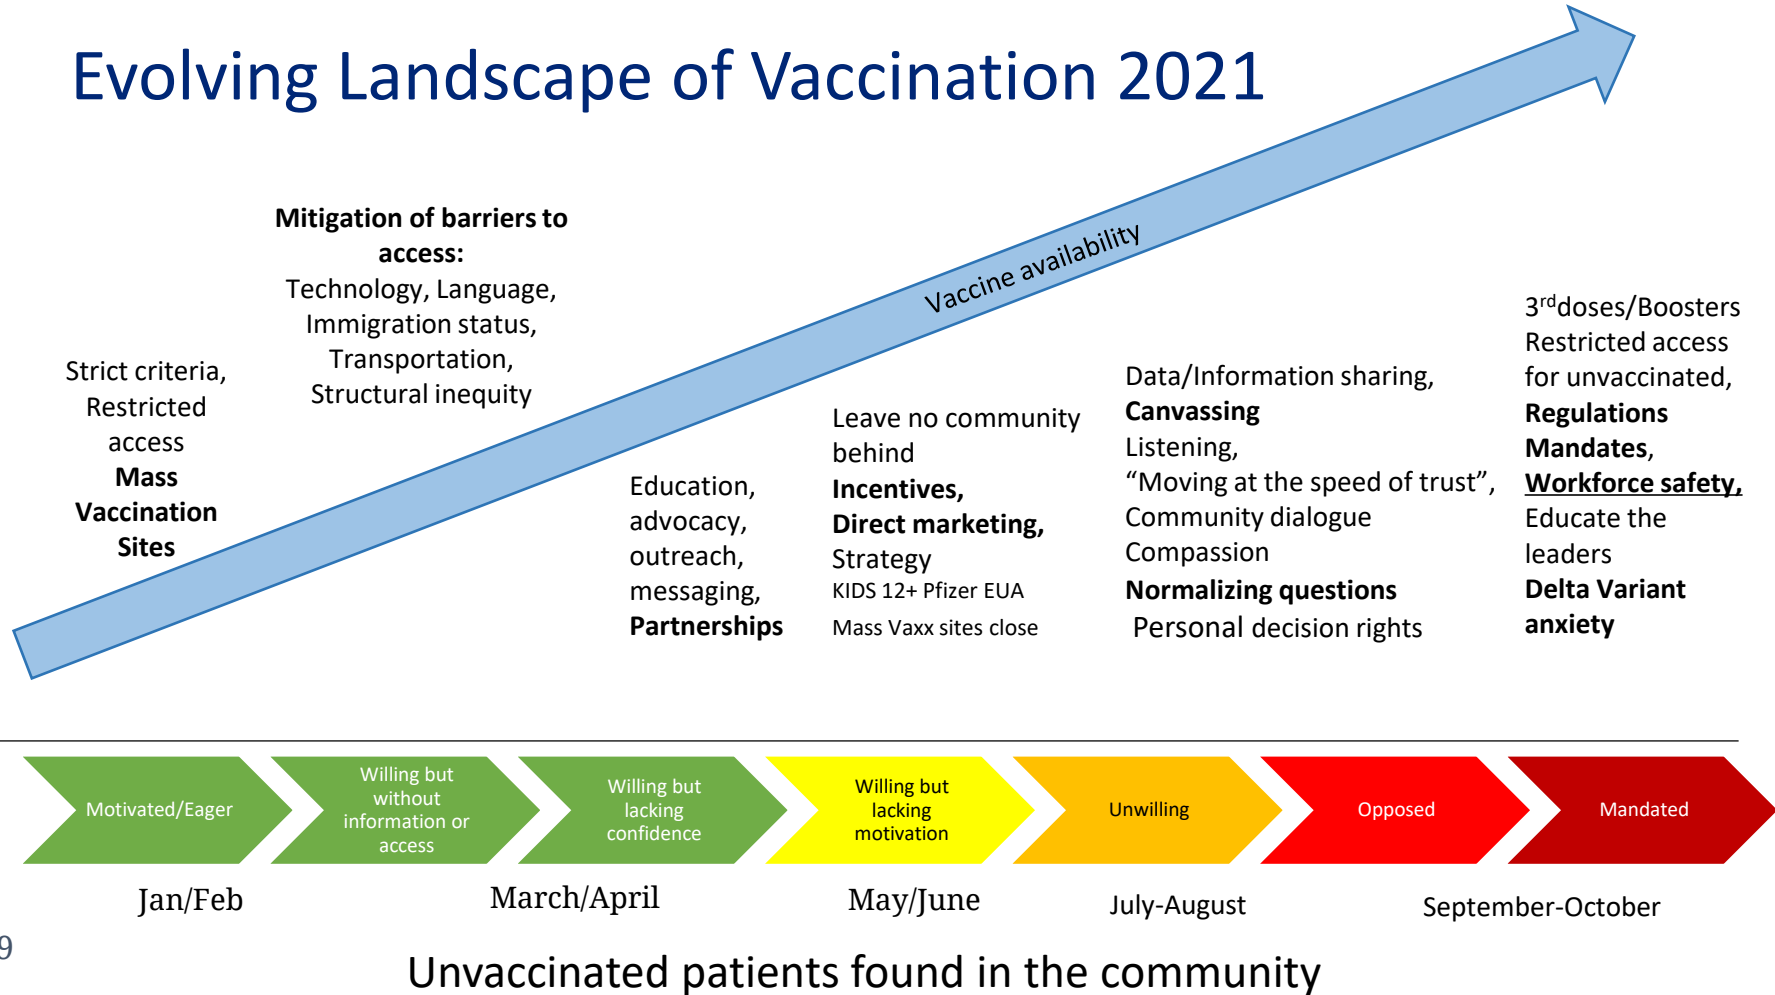 Evolving Landscape of Vaccination 2021
Vaccine availability
Strict criteria,
Restricted
access
Mass
Vaccination
Sites
Mitigation of barriers to
access:
Technology, Language,
Immigration status,
Transportation,
Structural inequity
Education,
advocacy,
outreach,
messaging,
Partnerships
Leave no community
behind
Incentives,
Direct marketing,
Strategy
KIDS 12+ Pfizer EUA
Mass Vaxx sites close
Data/Information sharing,
Canvassing
Listening,
“Moving at the speed of trust”,
Community dialogue
Compassion
Normalizing questions
Personal decision rights
3rd doses/Boosters
Restricted access
for unvaccinated,
Regulations
Mandates,
Workforce safety,
Educate the
leaders
Delta Variant
anxiety
Motivated/Eager
Willing but
without
information or
access
Willing but
lacking
confidence
Willing but
lacking
motivation
Unwilling
Opposed
Mandated
Jan/Feb
March/April
May/June
July-August
September-October
9
Unvaccinated patients found in the community